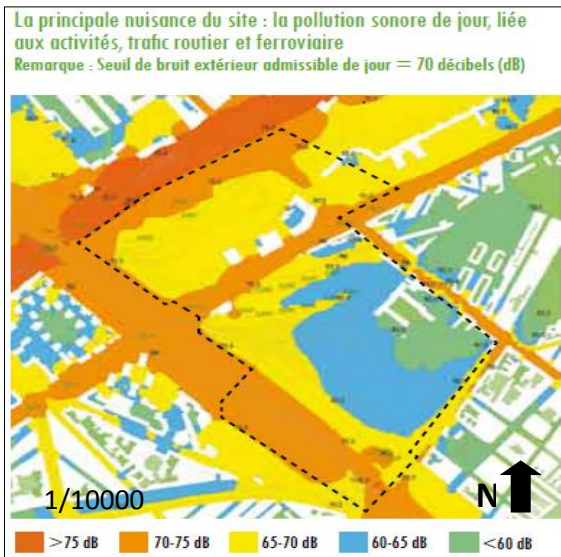 La principale nuisance du site : la pollution sonore de jour, liée
aux activités, trafic routier et ferroviaire
Remarque : Seuil de bruit extérieur admissible de jour = 70 décibels (dB)
1/10000
N
>75 dB 70-75 dB 65-70 dB 60-65 dB <60 dB